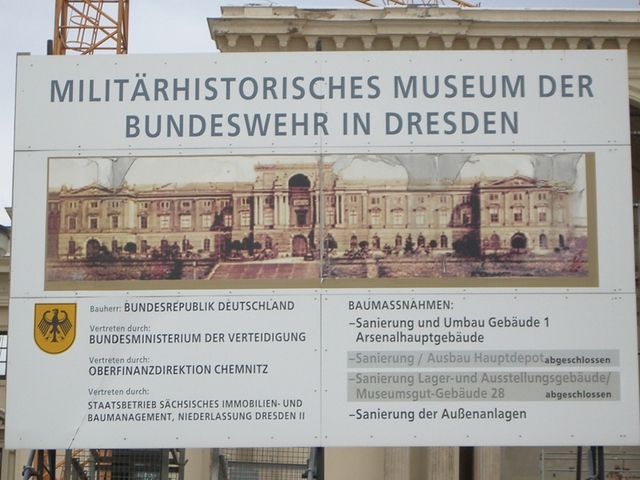 MILITÄRHISTORISCHES MUSEUM DER
BUNDESWEHR IN DRESDEN
Bauherr: BUNDESREPUBLIK DEUTSCHLAND
Vertreten durch:
BUNDESMINISTERIUM DER VERTEIDIGUNG
Vertreten durch:
OBERFINANZDIREKTION CHEMNITZ
Vertreten durch:
STAATSBETRIEB SÄCHSISCHES IMMOBILIEN- UND
BAUMANAGEMENT, NIEDERLASSUNG DRESDEN II
BAUMASSNAHMEN:
–Sanierung und Umbau Gebäude 1
Arsenalhauptgebäude
–Sanierung / Ausbau Hauptdepot abgeschlossen
–Sanierung Lager-und Ausstellungsgebäude/
Museumsgut-Gebäude 28 abgeschlossen
–Sanierung der Außenanlagen